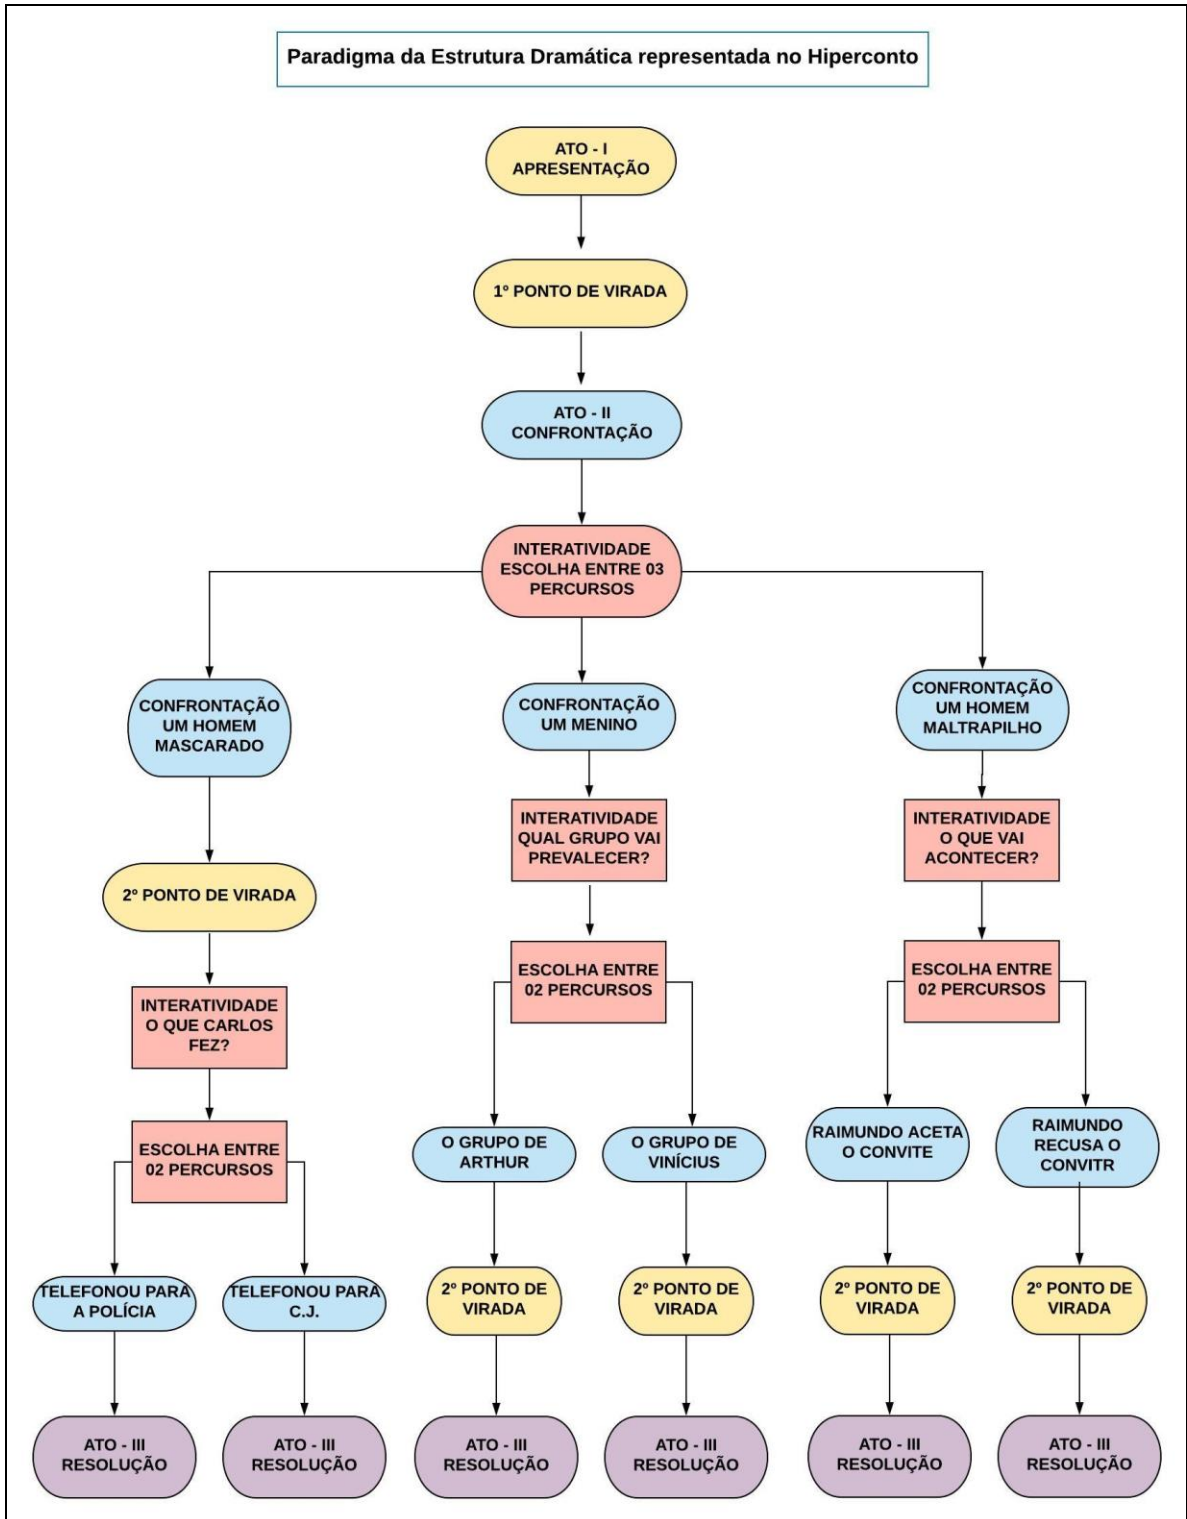 Paradigma da Estrutura Dramática representada no Hiperconto
ATO - I
APRESENTAÇÃO
1º PONTO DE VIRADA
ATO - II
CONFRONTAÇÃO
INTERATIVIDADE
ESCOLHA ENTRE 03
PERCURSOS
CONFRONTAÇÃO
UM HOMEM
MASCARADO
CONFRONTAÇÃO
UM MENINO
CONFRONTAÇÃO
UM HOMEM
MALTRAPILHO
INTERATIVIDADE
QUAL GRUPO VAI
PREVALECER?
INTERATIVIDADE
O QUE VAI
ACONTECER?
2º PONTO DE VIRADA
ESCOLHA ENTRE
02 PERCURSOS
ESCOLHA ENTRE
02 PERCURSOS
INTERATIVIDADE
O QUE CARLOS
FEZ?
ESCOLHA ENTRE
02 PERCURSOS
O GRUPO DE
ARTHUR
O GRUPO DE
VINÍCIUS
RAIMUNDO ACETA
O CONVITE
RAIMUNDO
RECUSA O
CONVITR
TELEFONOU PARA
A POLÍCIA
TELEFONOU PARA
C.J.
2º PONTO DE
VIRADA
2º PONTO DE
VIRADA
2º PONTO DE
VIRADA
2º PONTO DE
VIRADA
ATO - III
RESOLUÇÃO
ATO - III
RESOLUÇÃO
ATO - III
RESOLUÇÃO
ATO - III
RESOLUÇÃO
ATO - III
RESOLUÇÃO
ATO - III
RESOLUÇÃO